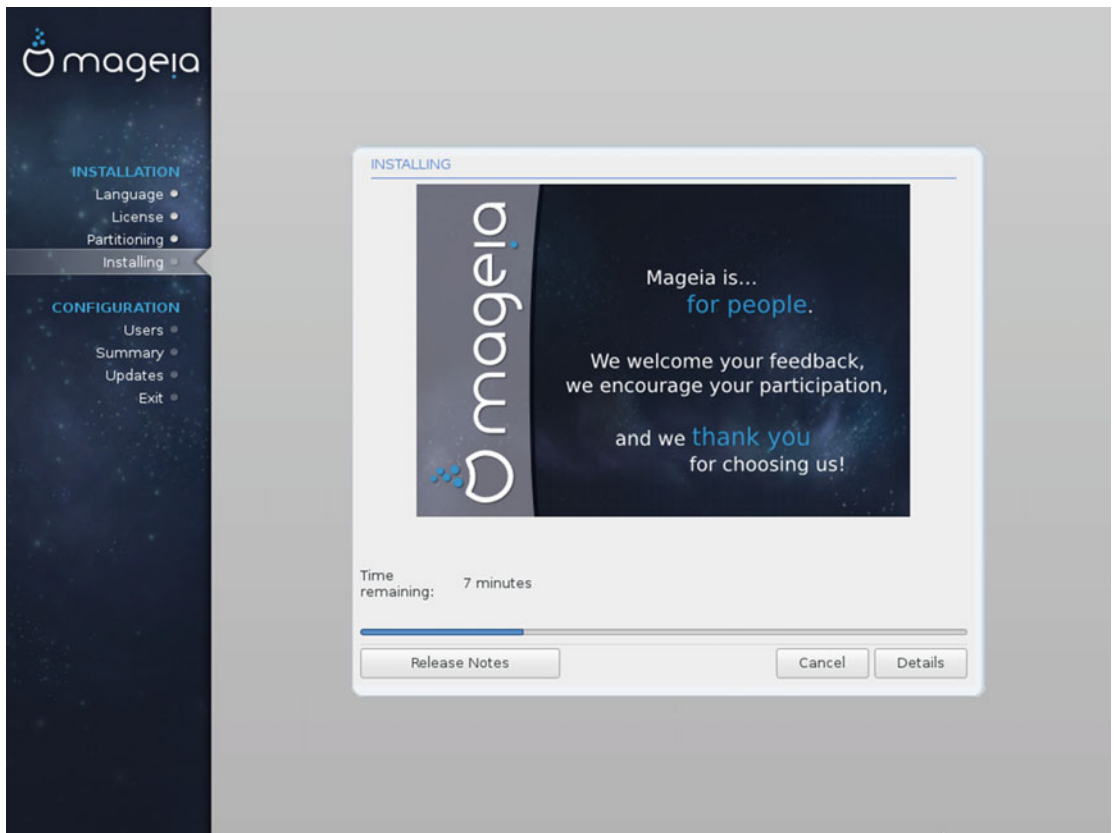 mageia
INSTALLATION
Language
License
Partitioning
Installing
CONFIGURATION
Users
Summary
Updates
Exit
INSTALLING
mageia
Mageia is...
for people.
We welcome your feedback,
we encourage your participation,
and we thank you
for choosing us!
Time
remaining:
7 minutes
Release Notes
Cancel
Details